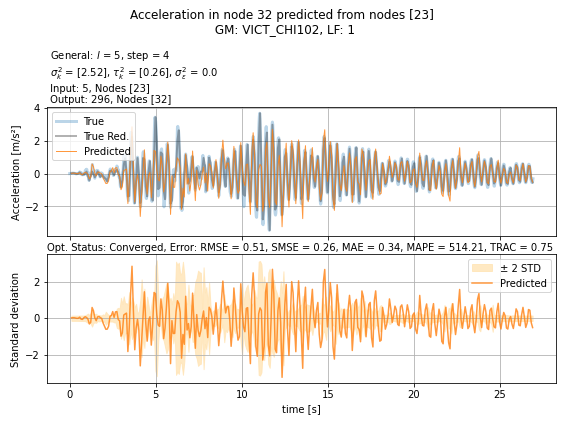 Acceleration in node 32 predicted from nodes [23]
GM: VICT_CHI102, LF: 1
General: l = 5, step = 4
σ²ₖ = [2.52], τ²ₖ = [0.26], σ²ε = 0.0
Input: 5, Nodes [23]
Output: 296, Nodes [32]
Acceleration [m/s²]
4
2
0
−2
True
True Red.
Predicted
Opt. Status: Converged, Error: RMSE = 0.51, SMSE = 0.26, MAE = 0.34, MAPE = 514.21, TRAC = 0.75
Standard deviation
2
0
−2
± 2 STD
Predicted
0 5 10 15 20 25
time [s]